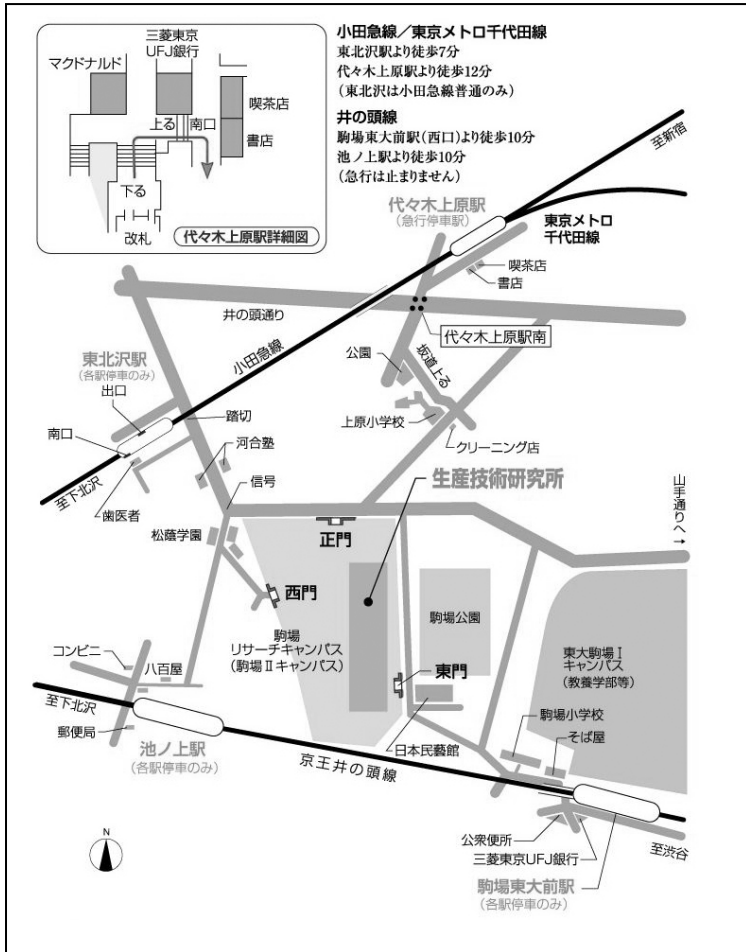 三菱東京
UFJ銀行
マクドナルド
喫茶店
上る
南口
書店
下る
改札
代々木上原駅詳細図
小田急線／東京メトロ千代田線
東北沢駅より徒歩7分
代々木上原駅より徒歩12分
(東北沢は小田急線普通のみ)
井の頭線
駒場東大前駅(西口)より徒歩10分
池ノ上駅より徒歩10分
(急行は止まりません)
至新宿
代々木上原駅
(急行停車駅)
東京メトロ
千代田線
喫茶店
書店
井の頭通り
小田急線
代々木上原駅南
公園
坂道上る
東北沢駅
(各駅停車のみ)
出口
踏切
上原小学校
南口
河合塾
クリーニング店
至下北沢
歯医者
信号
生産技術研究所
山手通りへ→
松蔭学園
正門
西門
駒場
リサーチキャンパス
(駒場Ⅱキャンパス)
駒場公園
東大駒場Ⅰ
キャンパス
(教養学部等)
コンビニ
八百屋
東門
至下北沢
郵便局
駒場小学校
そば屋
日本民藝館
池ノ上駅
(各駅停車のみ)
京王井の頭線
公衆便所
三菱東京UFJ銀行
至渋谷
駒場東大前駅
(各駅停車のみ)
N